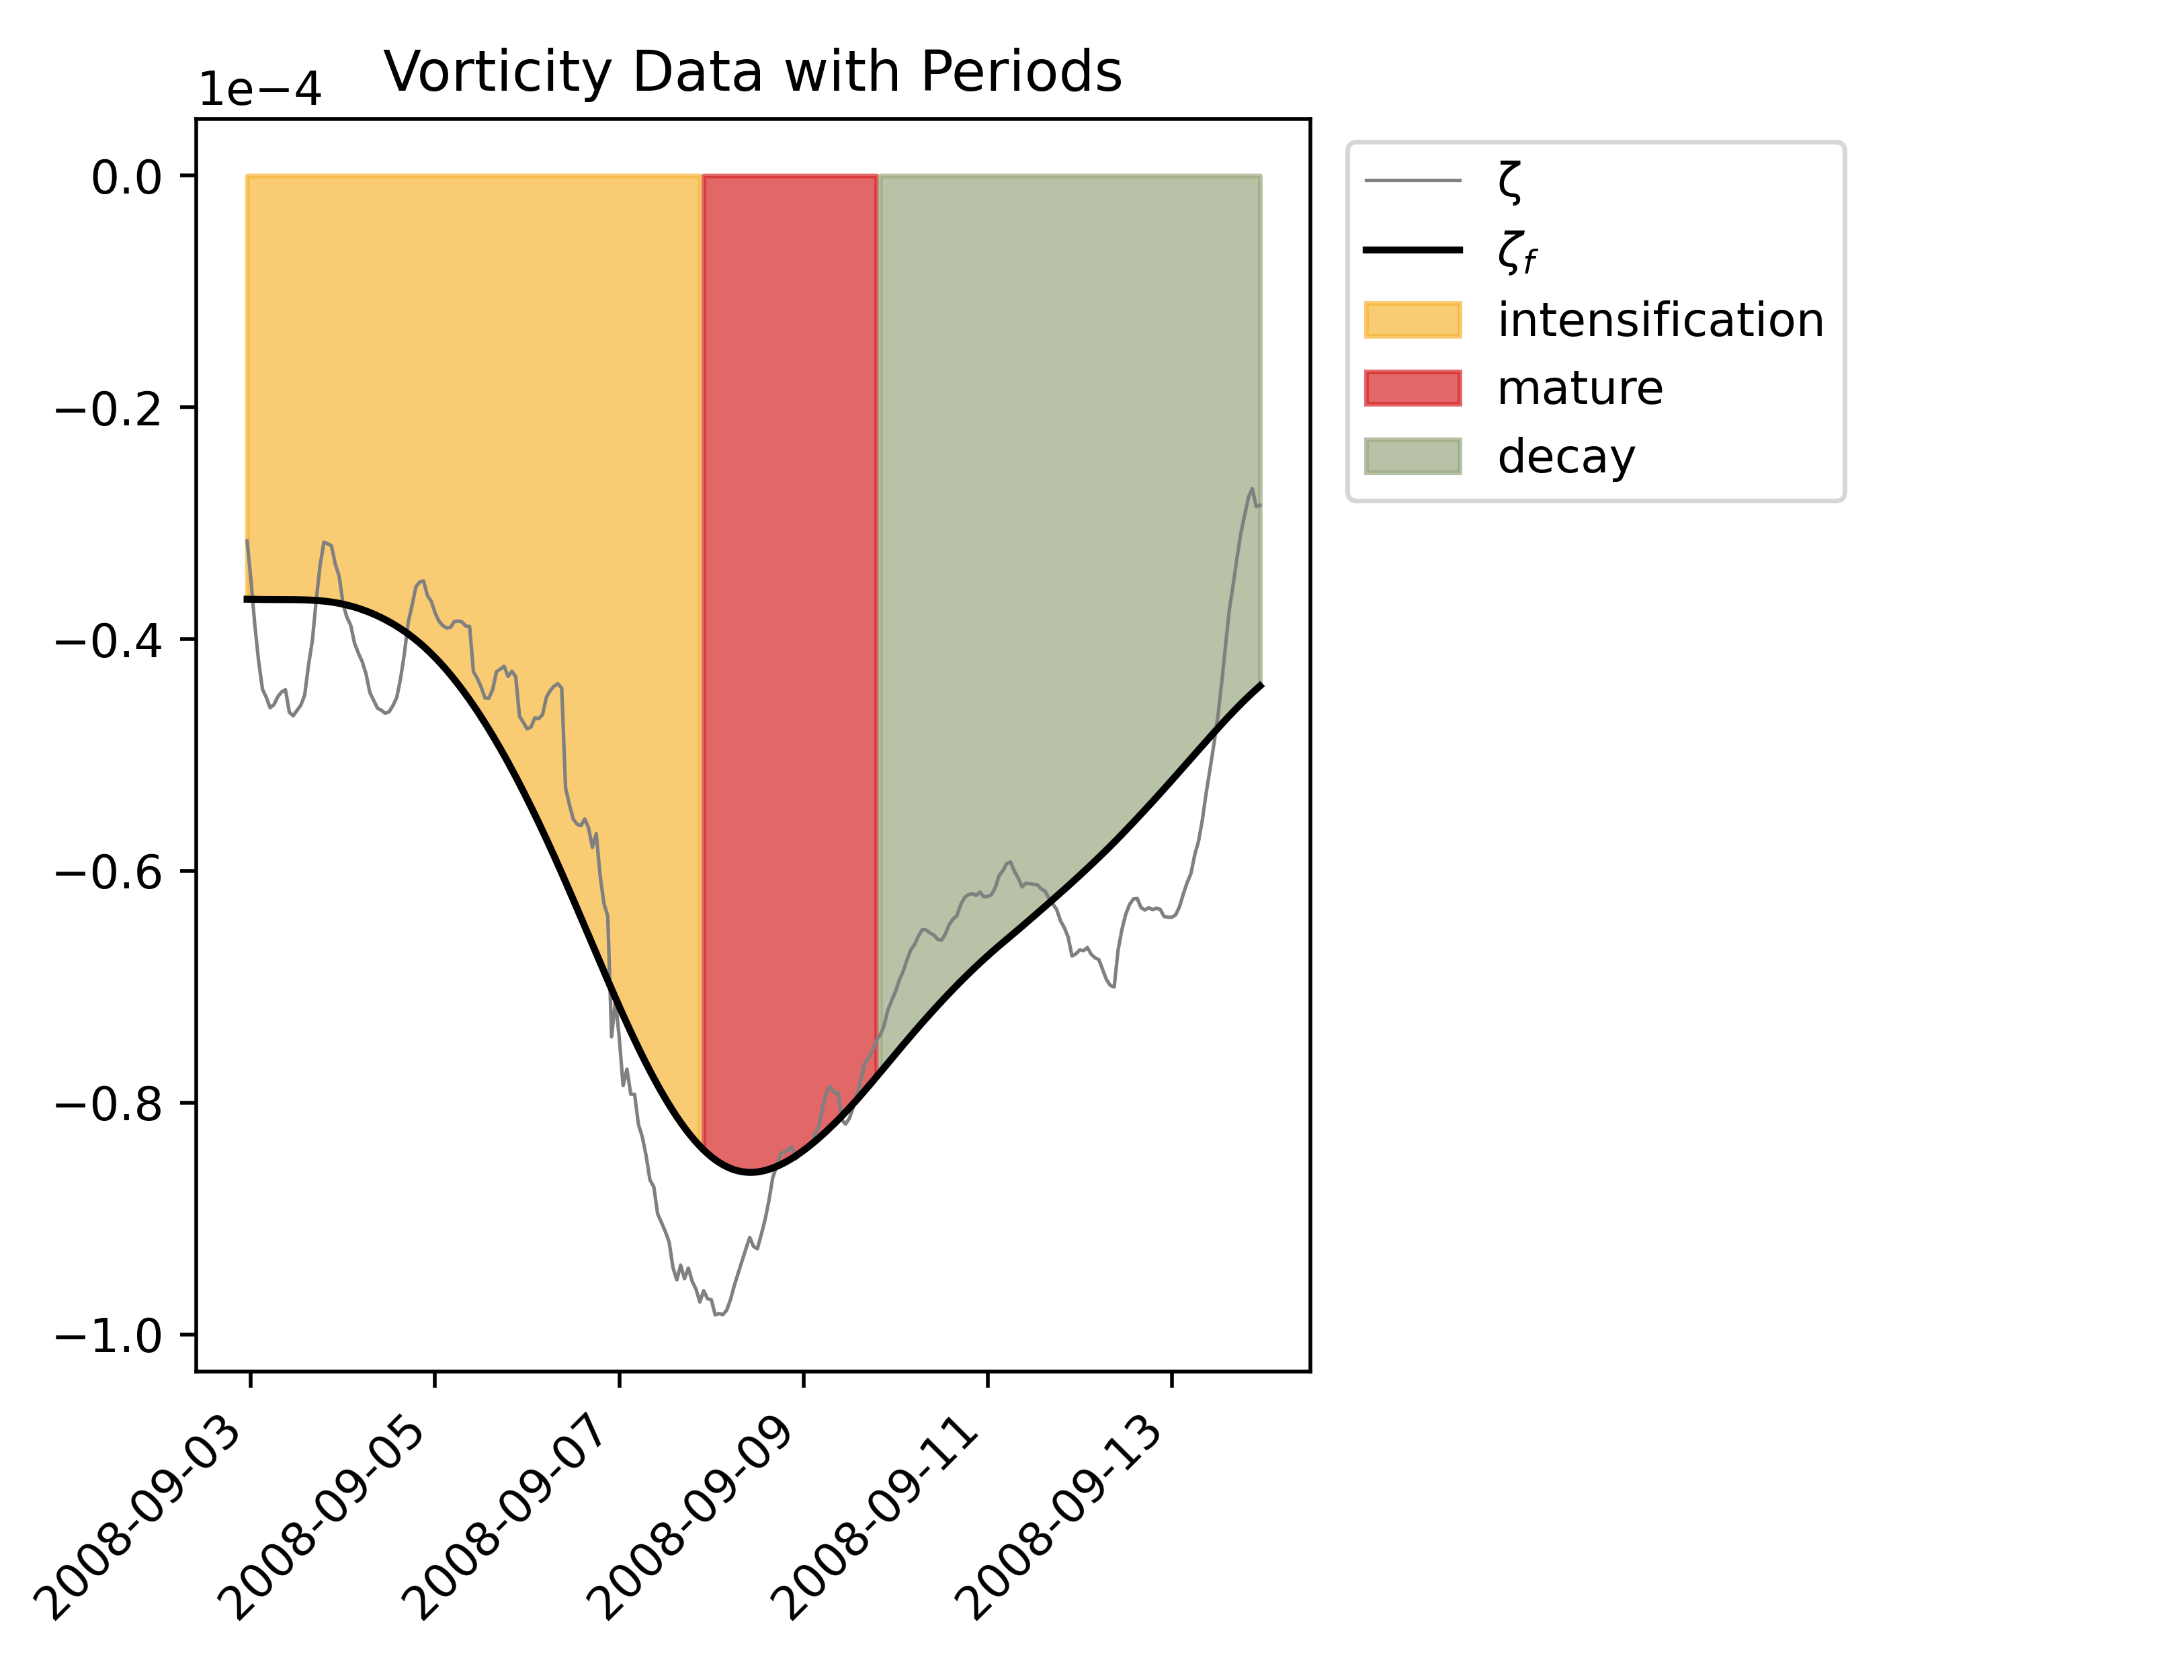 Vorticity Data with Periods
1e−4
0.0
−0.2
−0.4
−0.6
−0.8
−1.0
2008-09-03
2008-09-05
2008-09-07
2008-09-09
2008-09-11
2008-09-13
ζ
ζf
intensification
mature
decay